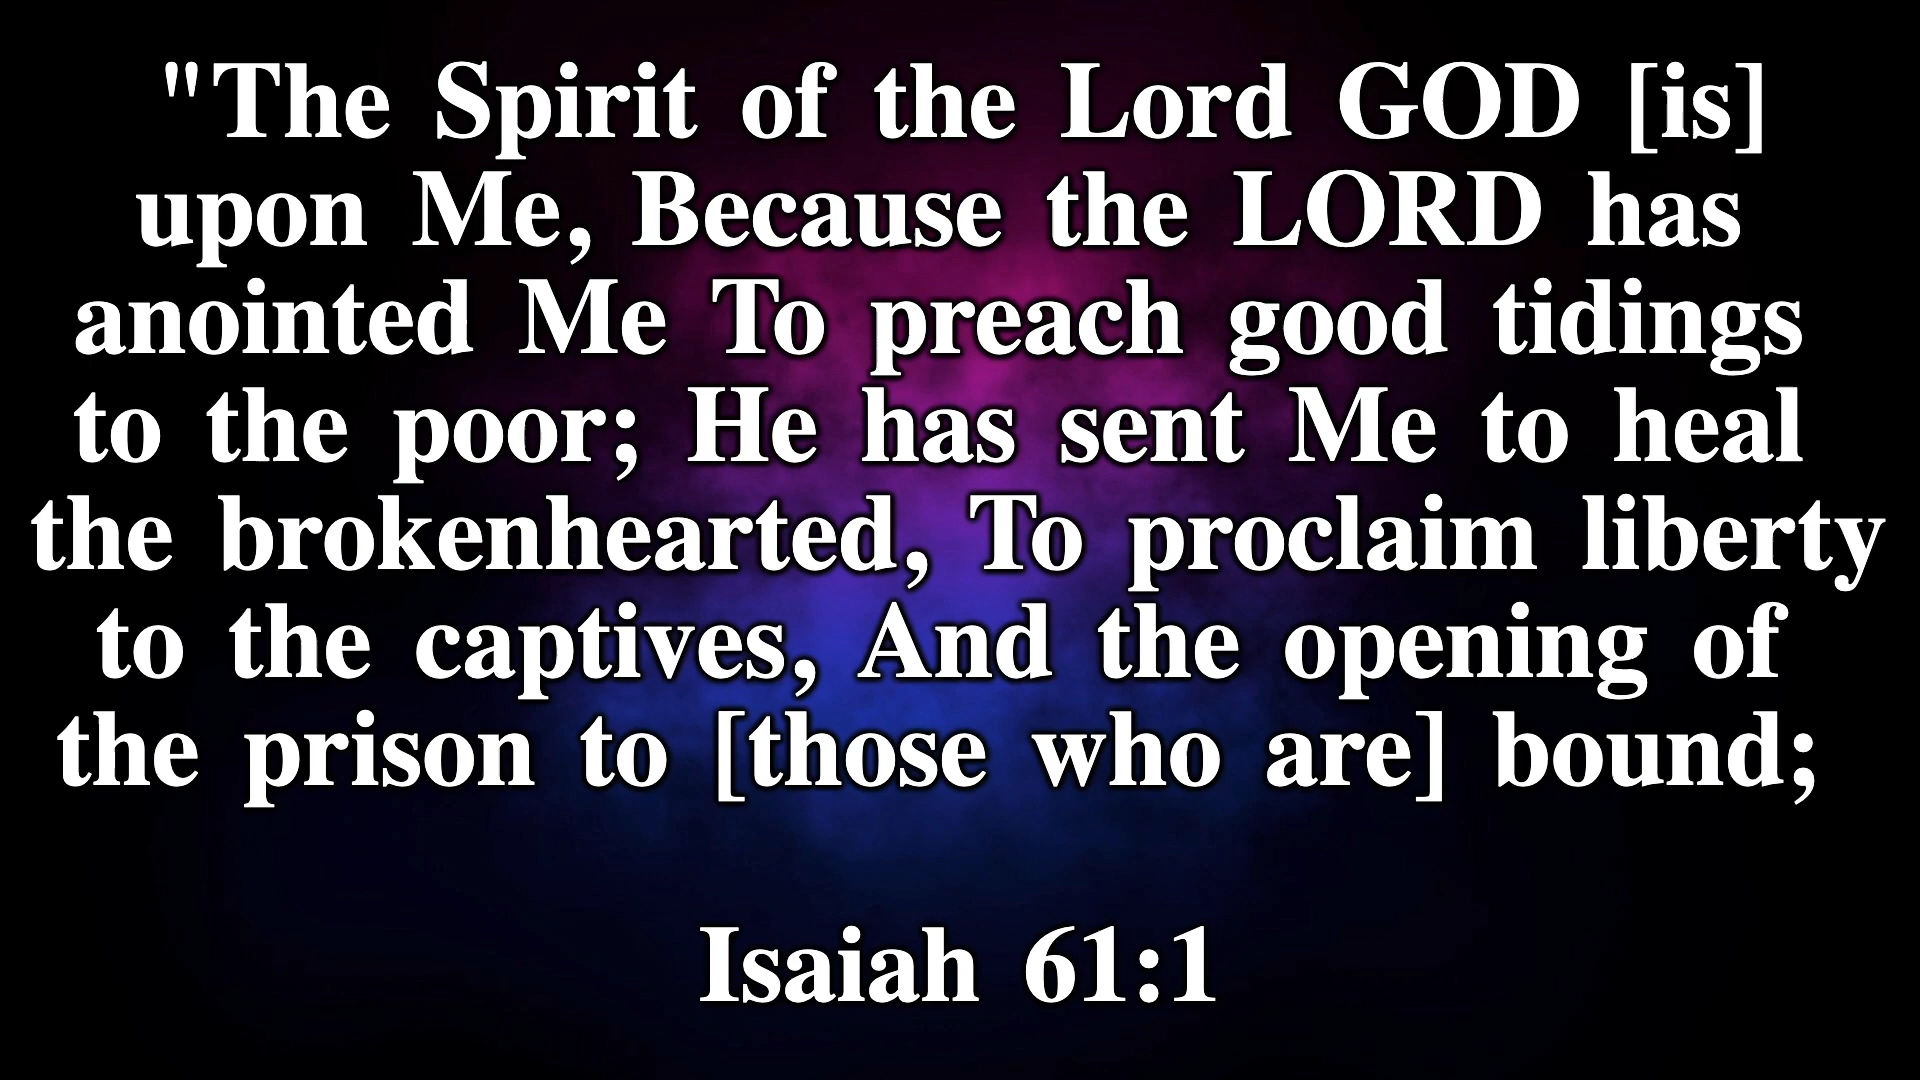 "The Spirit of the Lord GOD [is]
upon Me, Because the LORD has
anointed Me To preach good tidings
to the poor; He has sent Me to heal
the brokenhearted, To proclaim liberty
to the captives, And the opening of
the prison to [those who are] bound;
Isaiah 61:1